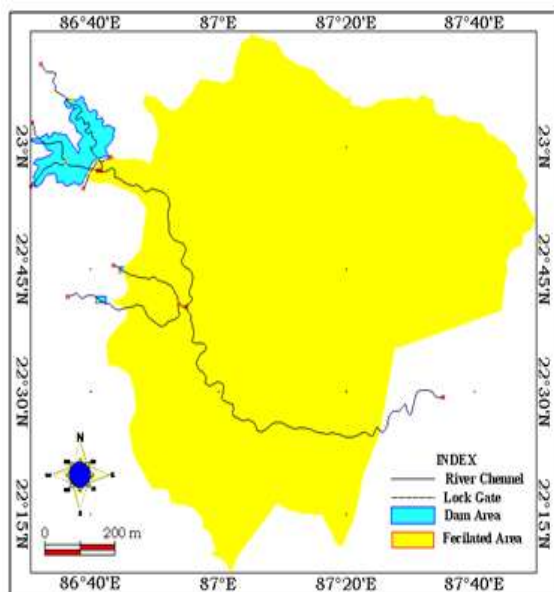 86°40'E 87°E 87°20'E 87°40'E
23°N 23°N
22°45'N 22°45'N
22°30'N 22°30'N
22°15'N 22°15'N
N
INDEX
River Chennel
Lock Gate
Dam Area
Fecilated Area
0 200 m
86°40'E 87°E 87°20'E 87°40'E